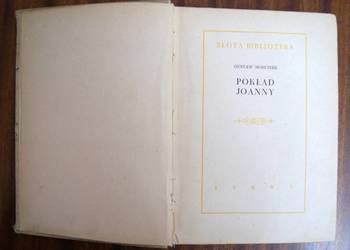 ZŁOTA BIBLIOTEKA
GUSTAW MORCINEK
POKŁAD
JOANNY